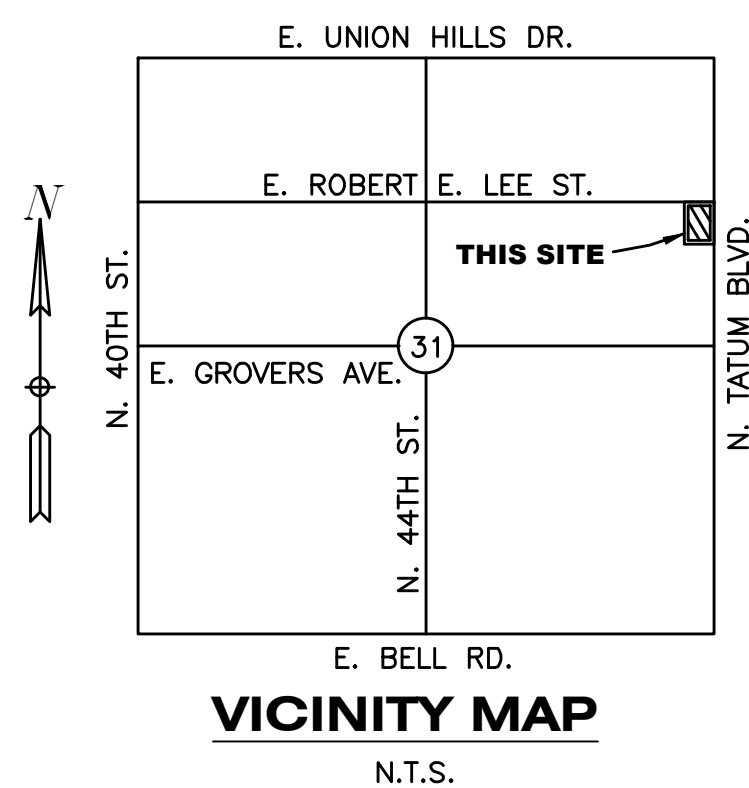 E. UNION HILLS DR.
N
E. ROBERT E. LEE ST.
THIS SITE
N. 40TH ST.
N. TATUM BLVD.
31
E. GROVERS AVE.
N. 44TH ST.
E. BELL RD.
VICINITY MAP
N.T.S.